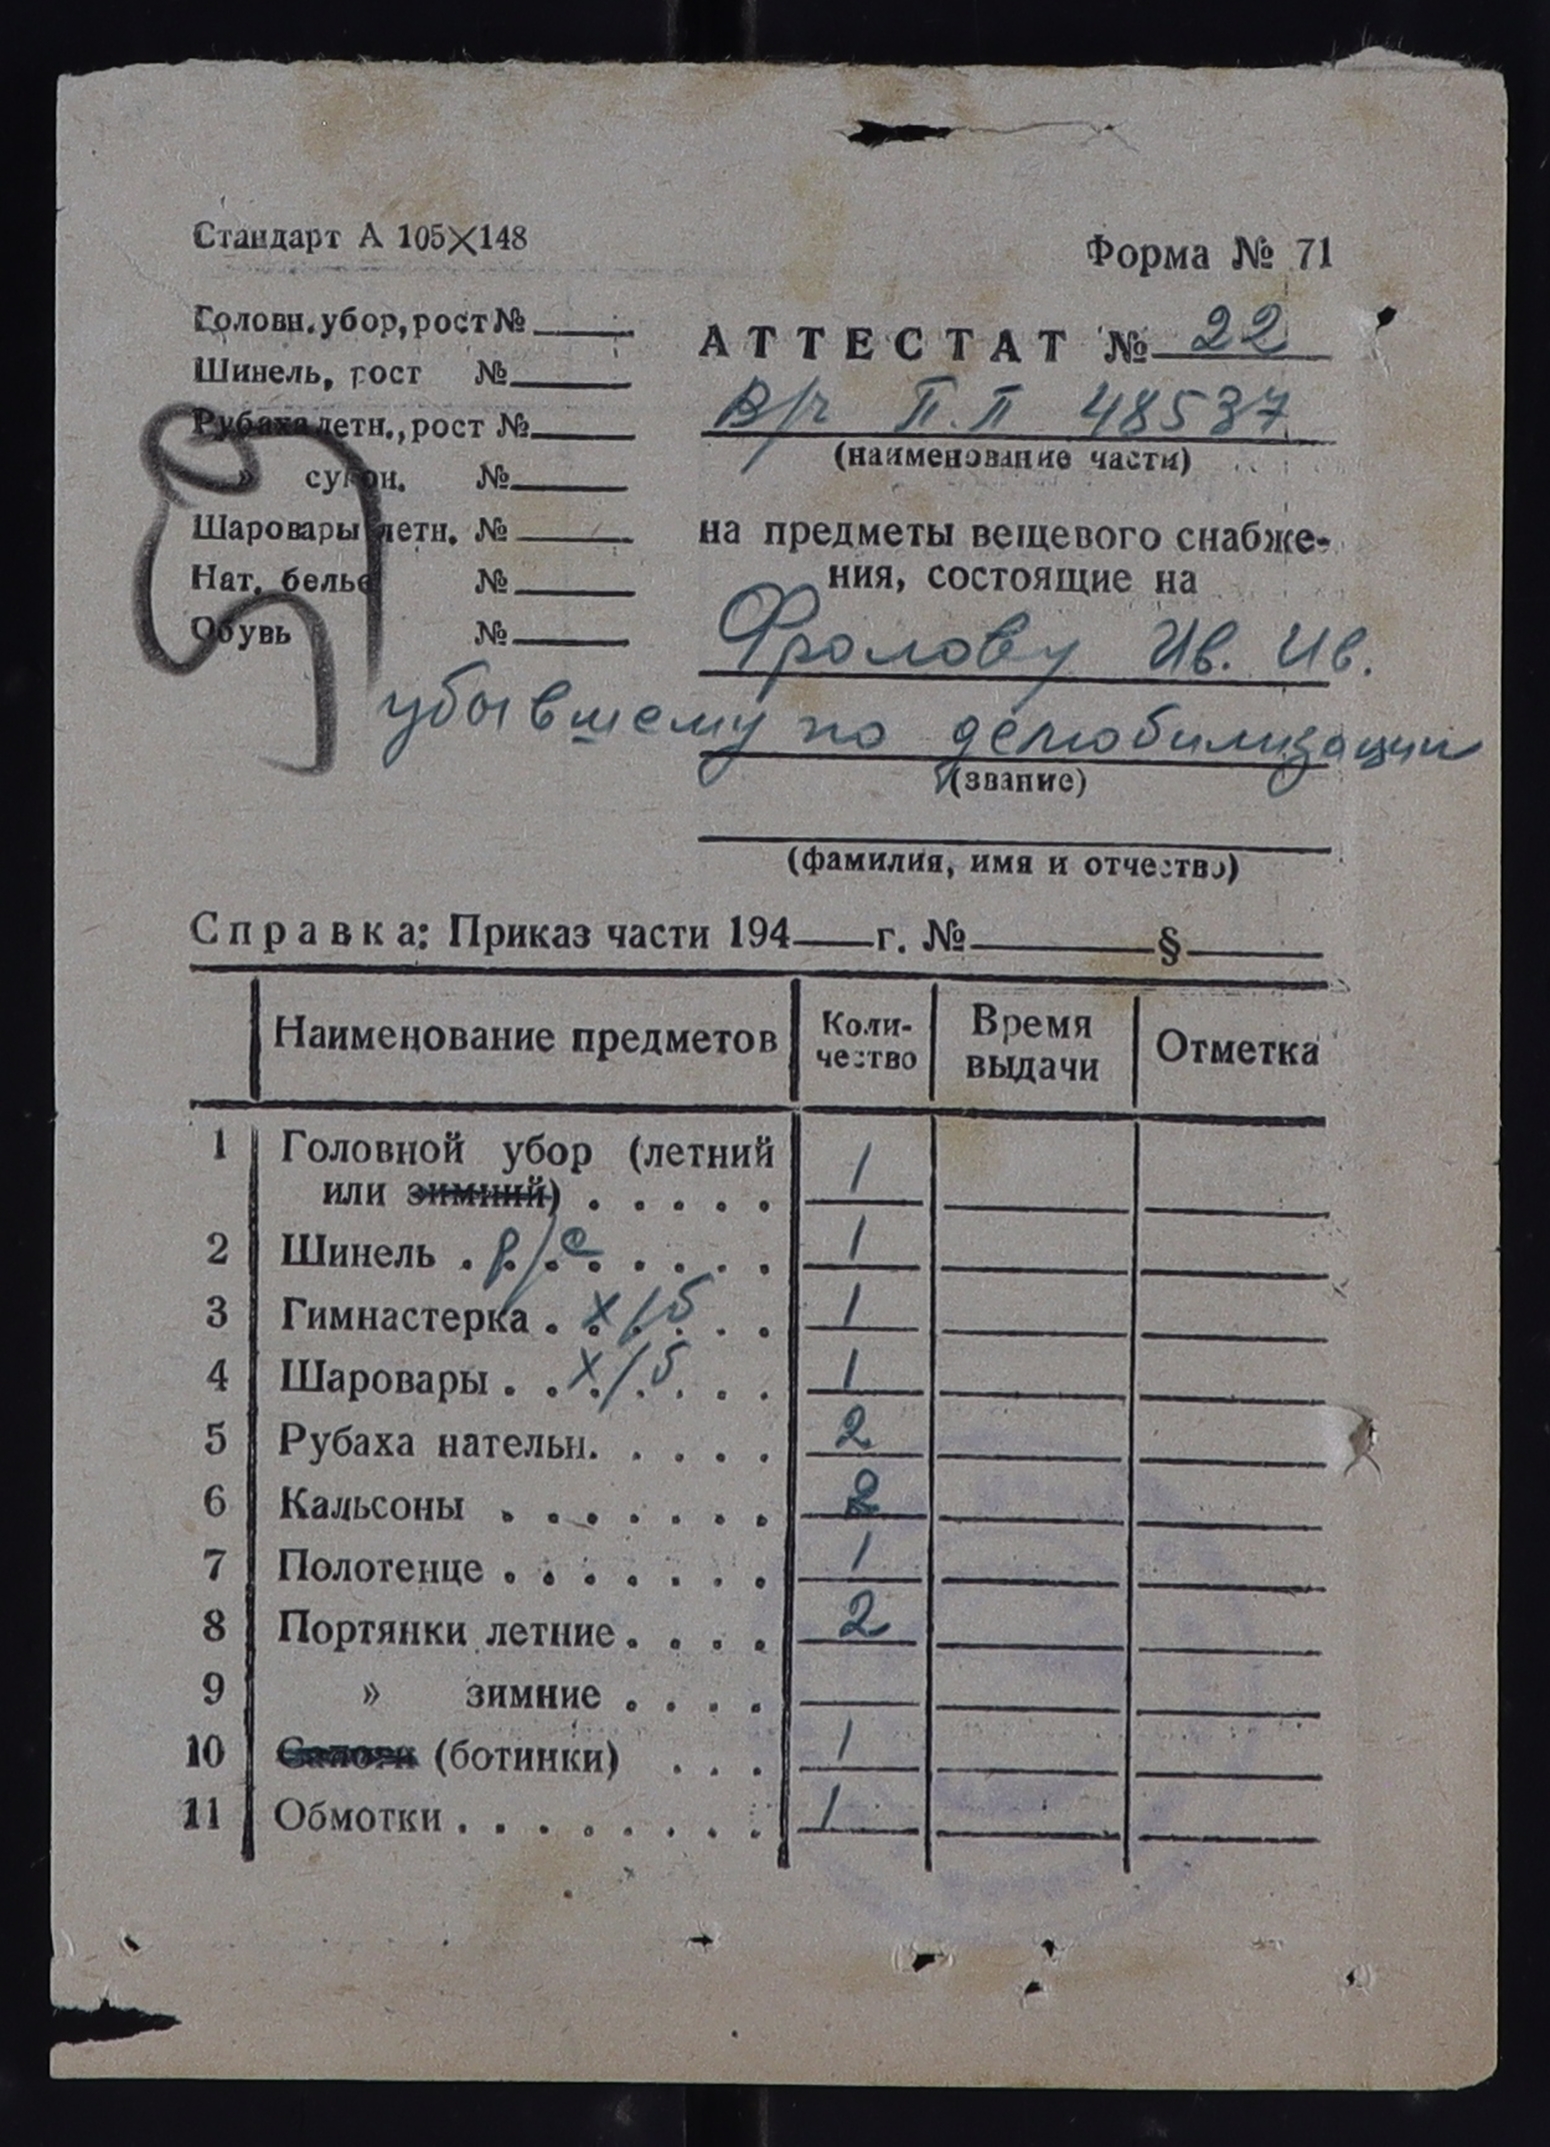 Стандарт А 105×148
Форма № 71
Головн. убор, рост №
Шинель, рост №
Рубаха летн., рост №
» сукон. №
Шаровары летн. №
Нат. белье №
Обувь №
АТТЕСТАТ № 22
В/ч П.П 48537
(наименование части)
на предметы вещевого снабже-
ния, состоящие на
Фролову Ив. Ив.
убывшему по демобилизации
(звание)
(фамилия, имя и отчество)
Справка: Приказ части 194 г. № §
Наименование предметов Коли- Время Отметка
чество выдачи
1 Головной убор (летний
или зимний) . . . . . 1
2 Шинель . р/с . . . . . 1
3 Гимнастерка . х/б . . . 1
4 Шаровары . . х/б . . . 1
5 Рубаха нательн. . . . . 2
6 Кальсоны . . . . . . . 2
7 Полотенце . . . . . . . 1
8 Портянки летние . . . . 2
9 » зимние . . . .
10 Сапоги (ботинки) . . . 1
11 Обмотки . . . . . . . . 1